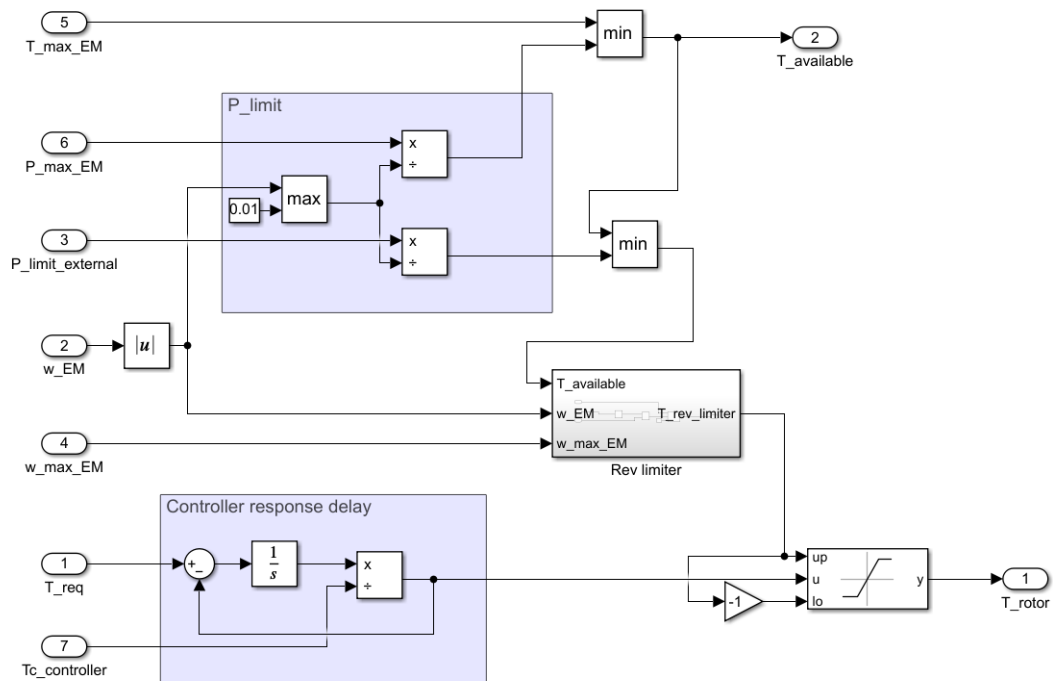 5
T_max_EM
min
2
T_available
P_limit
6
P_max_EM
x
÷
0.01
max
3
P_limit_external
x
÷
min
2
w_EM
|u|
T_available
w_EM
T_rev_limiter
w_max_EM
Rev limiter
4
w_max_EM
Controller response delay
1
T_req
+
-
1
s
x
÷
7
Tc_controller
up
u
lo
y
-1
1
T_rotor